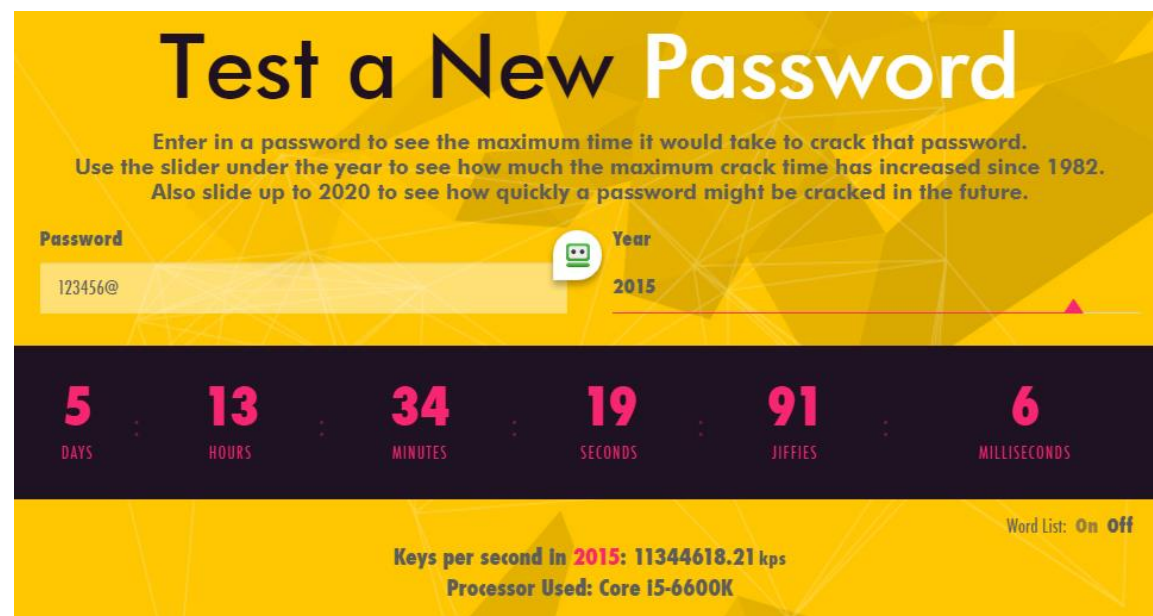 Test a New Password
Enter in a password to see the maximum time it would take to crack that password.
Use the slider under the year to see how much the maximum crack time has increased since 1982.
Also slide up to 2020 to see how quickly a password might be cracked in the future.
Password
Year
123456@
2015
5 : 13 : 34 : 19 : 91 : 6
DAYS HOURS MINUTES SECONDS JIFFIES MILLISECONDS
Word List: On Off
Keys per second in 2015: 11344618.21 kps
Processor Used: Core i5-6600K